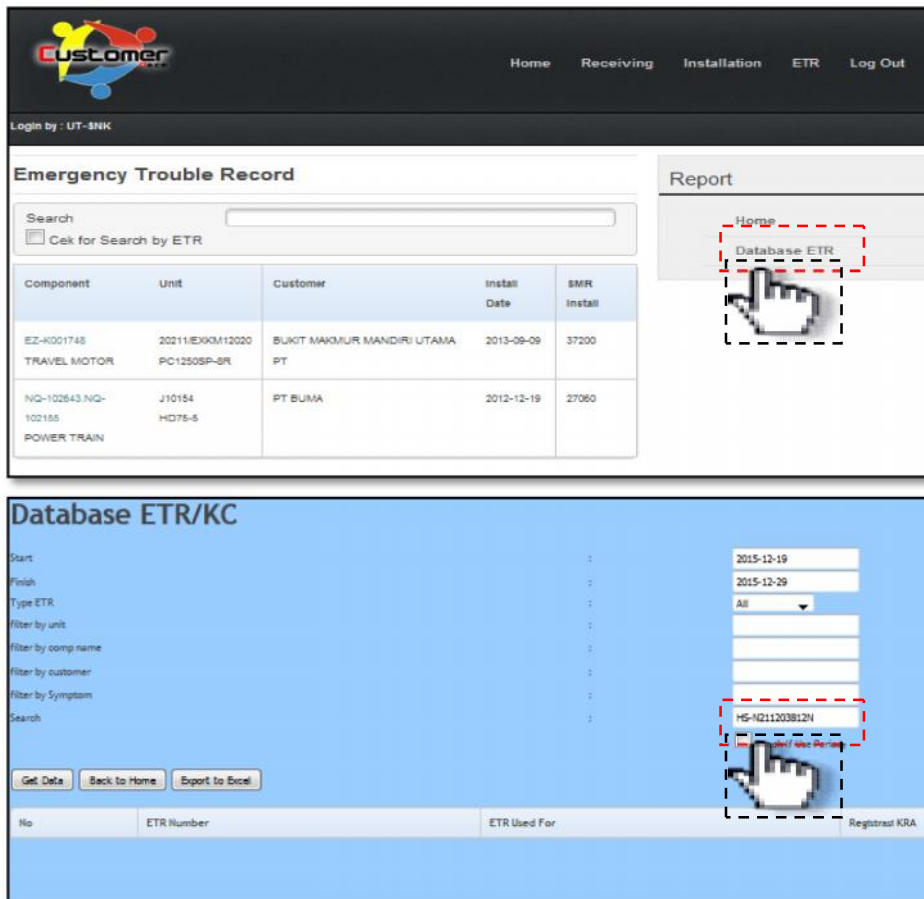 Customer
Home Receiving Installation ETR Log Out
Login by : UT-SNK
Emergency Trouble Record
Search
Cek for Search by ETR
Component Unit Customer Install Date SMR Install
EZ-K001748 20211/EXKM12020 BUKIT MAKMUR MANDIRI UTAMA 2013-09-09 37200
TRAVEL MOTOR PC1250SP-8R PT
NQ-102643.NQ- J10154 PT BUMA 2012-12-19 27060
102185 HD78-5
POWER TRAIN
Report
Home
Database ETR
Database ETR/KC
Start : 2015-12-19
Finish : 2015-12-29
Type ETR : All
filter by unit :
filter by comp name :
filter by customer :
filter by Symptom :
Search : HS-N211203812N
If Use Periode
Get Data Back to Home Export to Excel
No ETR Number ETR Used For Registrasi KRA